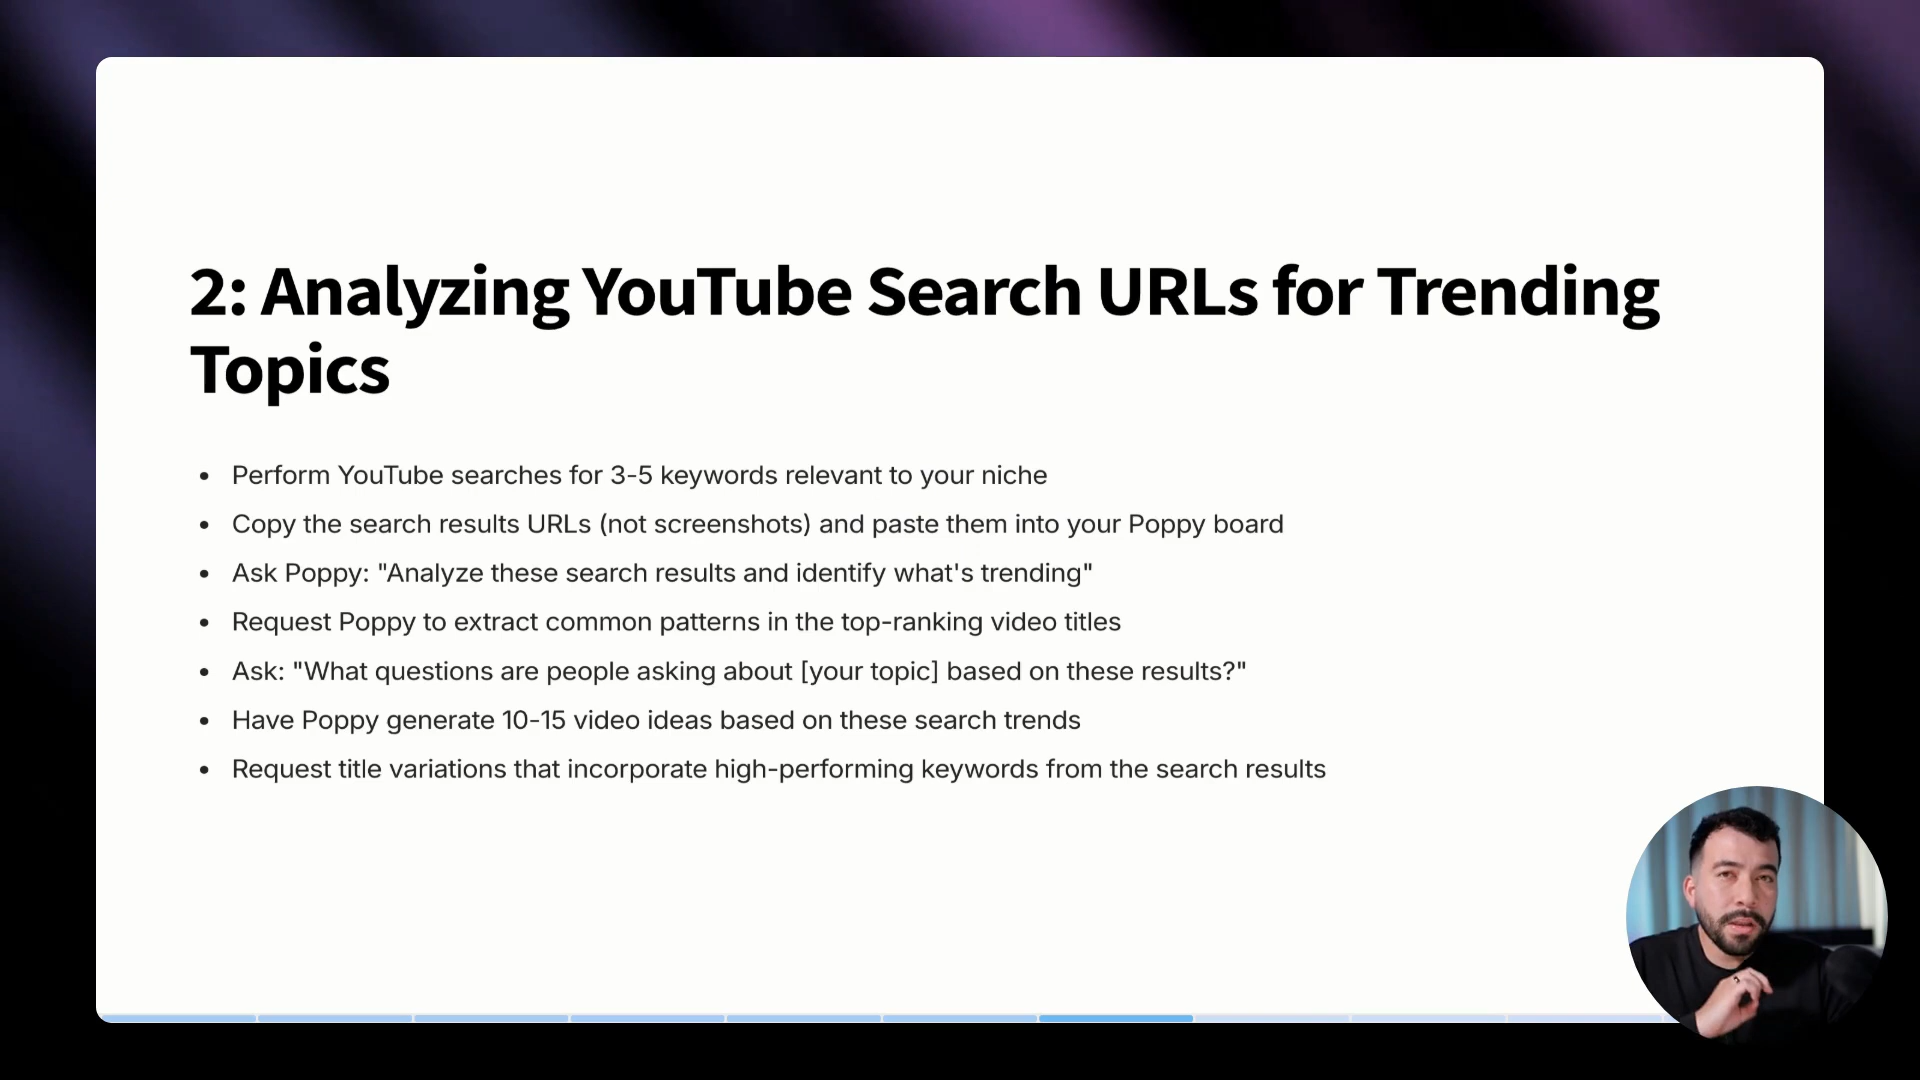 2: Analyzing YouTube Search URLs for Trending
Topics
• Perform YouTube searches for 3-5 keywords relevant to your niche
• Copy the search results URLs (not screenshots) and paste them into your Poppy board
• Ask Poppy: "Analyze these search results and identify what's trending"
• Request Poppy to extract common patterns in the top-ranking video titles
• Ask: "What questions are people asking about [your topic] based on these results?"
• Have Poppy generate 10-15 video ideas based on these search trends
• Request title variations that incorporate high-performing keywords from the search results